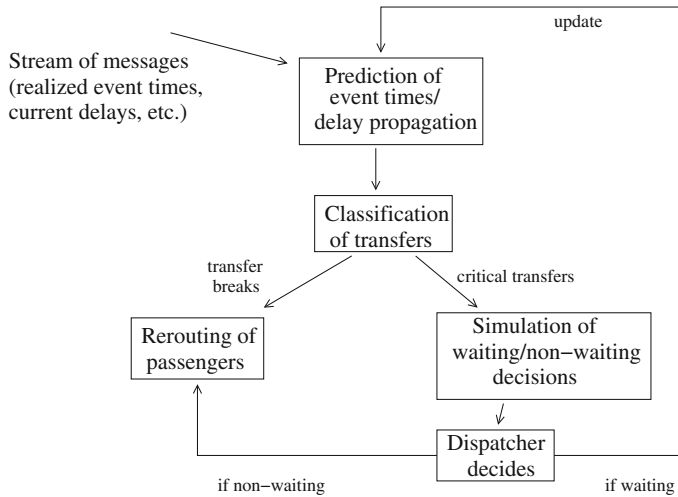 update
Stream of messages
(realized event times,
current delays, etc.)
Prediction of
event times/
delay propagation
Classification
of transfers
transfer
breaks
critical transfers
Rerouting of
passengers
Simulation of
waiting/non−waiting
decisions
Dispatcher
decides
if non−waiting
if waiting